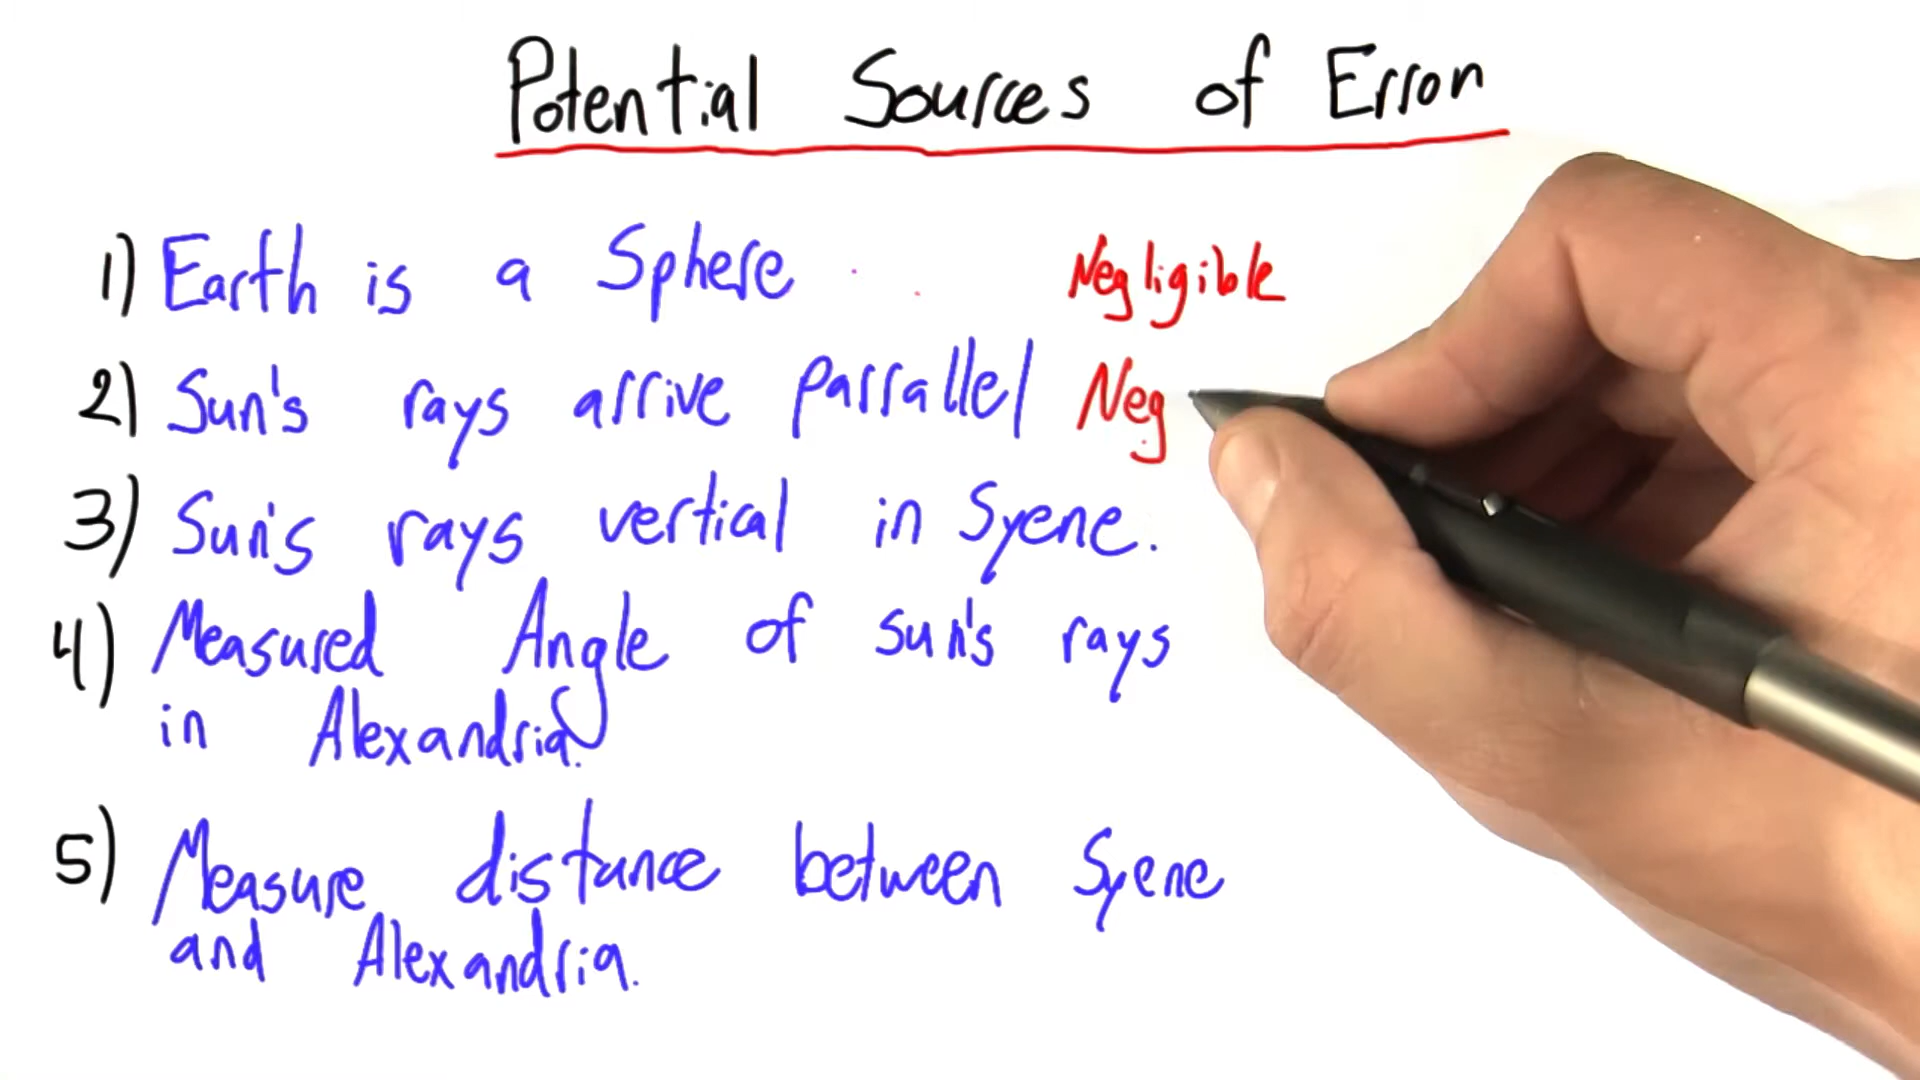 Potential Sources of Error
1) Earth is a Sphere Negligible
2) Sun's rays arrive parrallel Neg
3) Sun's rays vertical in Syene.
4) Measured Angle of sun's rays
in Alexandria.
5) Measure distance between Syene
and Alexandria.